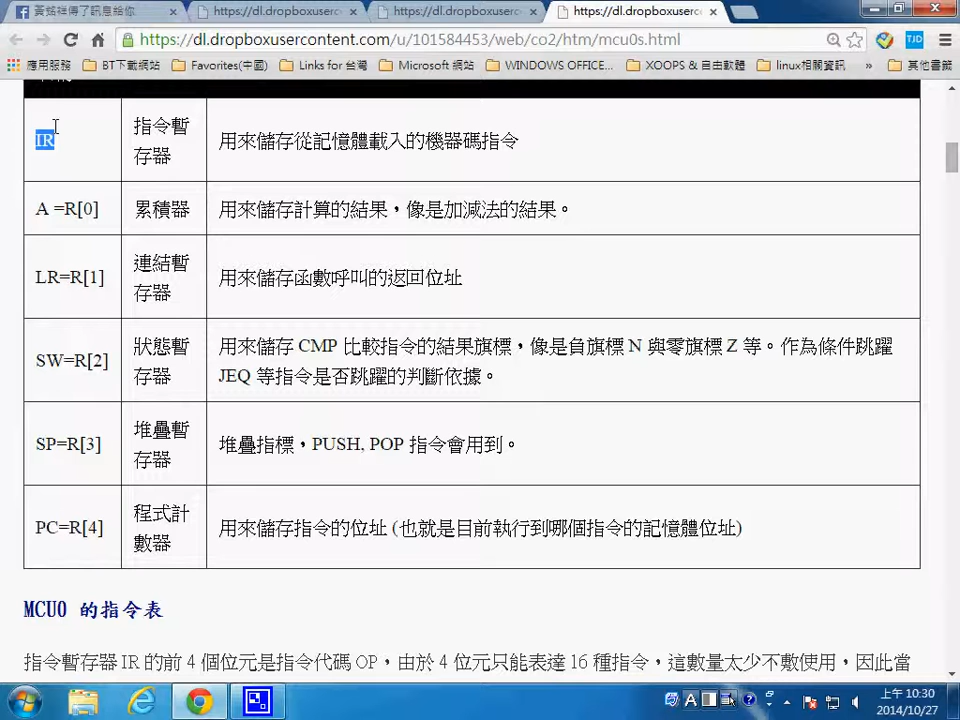 黃鈜禈傳了訊息給你
https://dl.dropboxuserc
https://dl.dropboxuserc
https://dl.dropboxuserc
https://dl.dropboxusercontent.com/u/101584453/web/co2/htm/mcu0s.html
TJD
應用服務
BT下載網站
Favorites(中國)
Links for 台灣
Microsoft 網站
WINDOWS OFFICE...
XOOPS & 自由軟體
linux相關資訊
»
其他書籤
IR
指令暫
存器
用來儲存從記憶體載入的機器碼指令
A =R[0]
累積器
用來儲存計算的結果，像是加減法的結果。
LR=R[1]
連結暫
存器
用來儲存函數呼叫的返回位址
SW=R[2]
狀態暫
存器
用來儲存 CMP 比較指令的結果旗標，像是負旗標 N 與零旗標 Z 等。作為條件跳躍
JEQ 等指令是否跳躍的判斷依據。
SP=R[3]
堆疊暫
存器
堆疊指標，PUSH, POP 指令會用到。
PC=R[4]
程式計
數器
用來儲存指令的位址 (也就是目前執行到哪個指令的記憶體位址)
MCU0 的指令表
指令暫存器 IR 的前 4 個位元是指令代碼 OP，由於 4 位元只能表達 16 種指令，這數量太少不敷使用，因此當
A
上午 10:30
2014/10/27